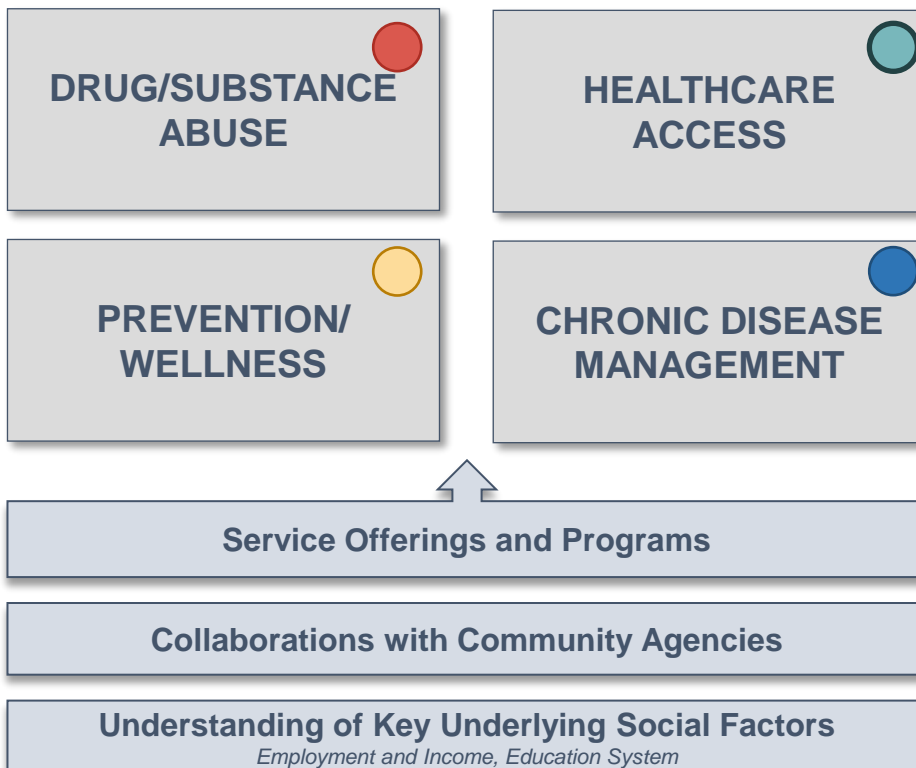 DRUG/SUBSTANCE
ABUSE
HEALTHCARE
ACCESS
PREVENTION/
WELLNESS
CHRONIC DISEASE
MANAGEMENT
Service Offerings and Programs
Collaborations with Community Agencies
Understanding of Key Underlying Social Factors
Employment and Income, Education System